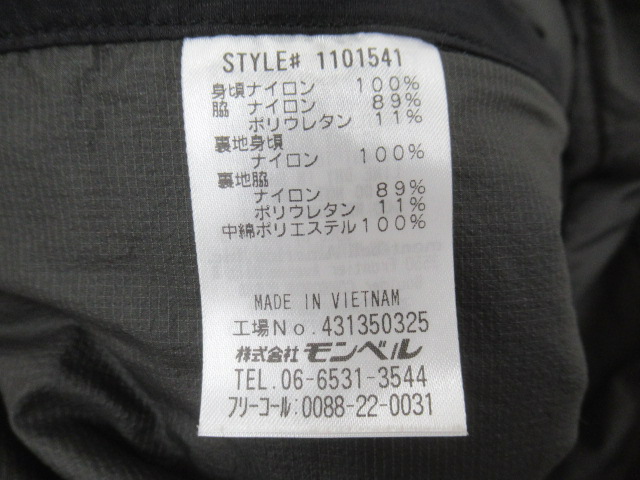 STYLE# 1101541
身頃ナイロン 100%
脇 ナイロン 89%
ポリウレタン 11%
裏地身頃
ナイロン 100%
裏地脇
ナイロン 89%
ポリウレタン 11%
中綿ポリエステル100%
MADE IN VIETNAM
工場No.431350325
株式会社 モンベル
TEL.06-6531-3544
フリーコール:0088-22-0031